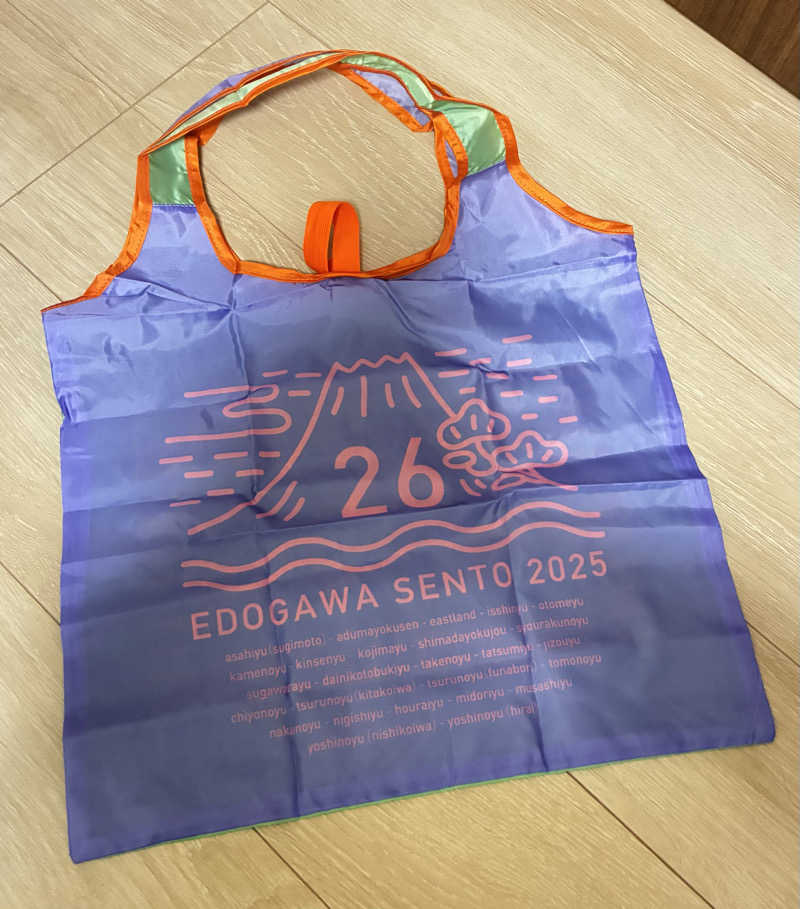 26
EDOGAWA SENTO 2025
asahiyu(sugimoto) - adumayokusen - eastland - isshinyu - otomeyu
kamenoyu - kinsenyu - kojimayu - shimadayokujou - syourakunoyu
sugawarayu - dainikotobukiyu - takenoyu - tatsumiyu - jizouyu
chiyonoyu - tsurunoyu(kitakoiwa) - tsurunoyu(funabori) - tomonoyu
nakanoyu - nigishiyu - houraiyu - midoriyu - musashiyu
yoshinoyu(nishikoiwa) - yoshinoyu(hirai)